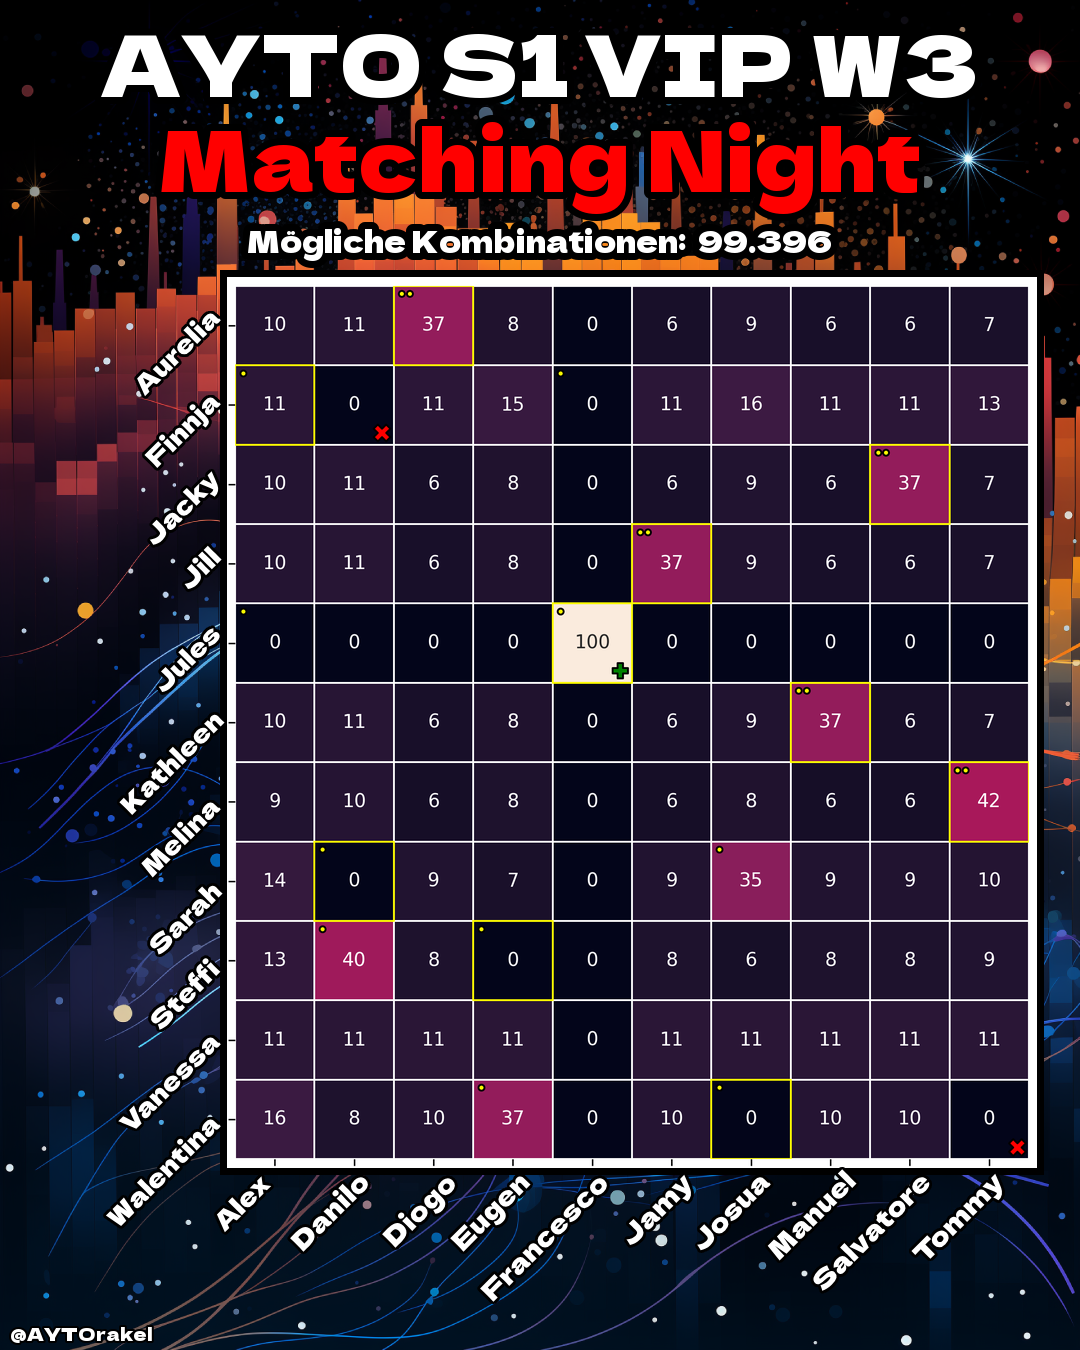 AYTO S1 VIP W3
Matching Night
Mögliche Kombinationen: 99.396
Aurelia 10 11 37 8 0 6 9 6 6 7
Finnja 11 0 11 15 0 11 16 11 11 13
Jacky 10 11 6 8 0 6 9 6 37 7
Jill 10 11 6 8 0 37 9 6 6 7
Jules 0 0 0 0 100 0 0 0 0 0
Kathleen 10 11 6 8 0 6 9 37 6 7
Melina 9 10 6 8 0 6 8 6 6 42
Sarah 14 0 9 7 0 9 35 9 9 10
Steffi 13 40 8 0 0 8 6 8 8 9
Vanessa 11 11 11 11 0 11 11 11 11 11
Walentina 16 8 10 37 0 10 0 10 10 0
Alex Danilo Diogo Eugen Francesco Jamy Josua Manuel Salvatore Tommy
@AYTOrakel